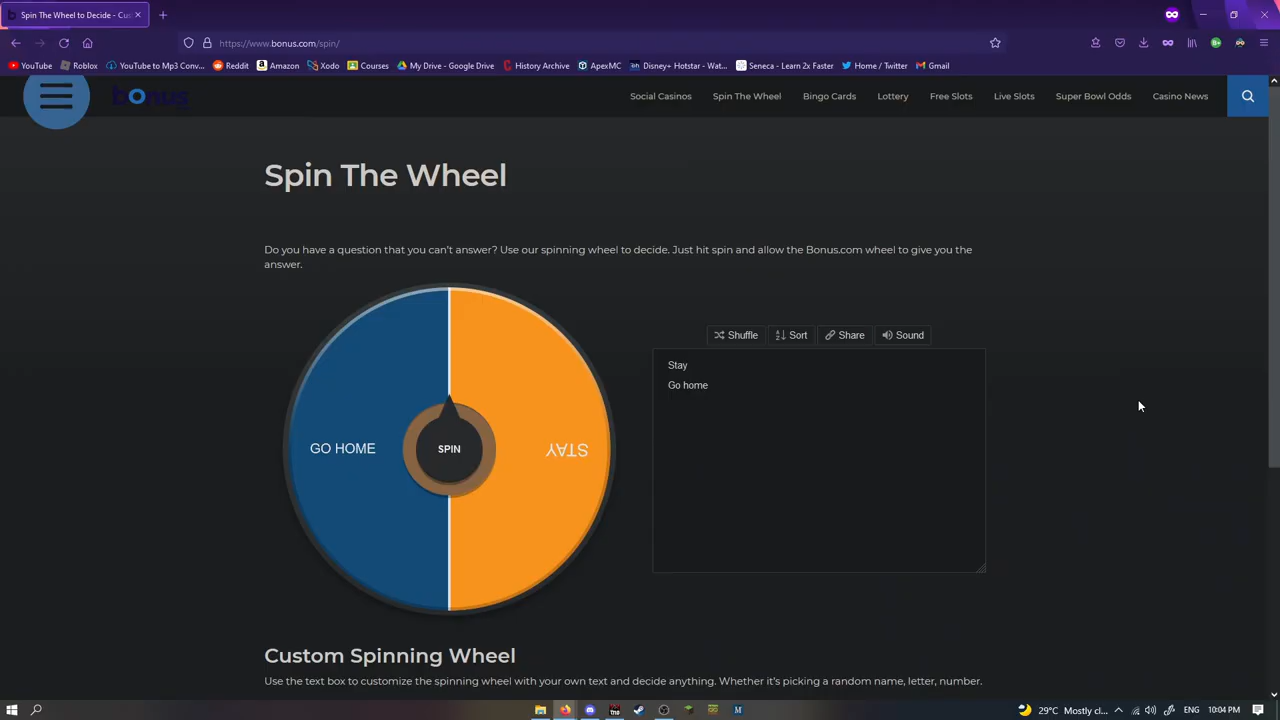 Spin The Wheel to Decide - Cus
https://www.bonus.com/spin/
YouTube
Roblox
YouTube to Mp3 Conv...
Reddit
Amazon
Xodo
Courses
My Drive - Google Drive
History Archive
ApexMC
Disney+ Hotstar - Wat...
Seneca - Learn 2x Faster
Home / Twitter
Gmail
bonus
Social Casinos
Spin The Wheel
Bingo Cards
Lottery
Free Slots
Live Slots
Super Bowl Odds
Casino News
Spin The Wheel
Do you have a question that you can't answer? Use our spinning wheel to decide. Just hit spin and allow the Bonus.com wheel to give you the
answer.
Shuffle
Sort
Share
Sound
Stay
Go home
GO HOME
SPIN
STAY
Custom Spinning Wheel
Use the text box to customize the spinning wheel with your own text and decide anything. Whether it's picking a random name, letter, number.
29°C Mostly cl...
ENG
10:04 PM